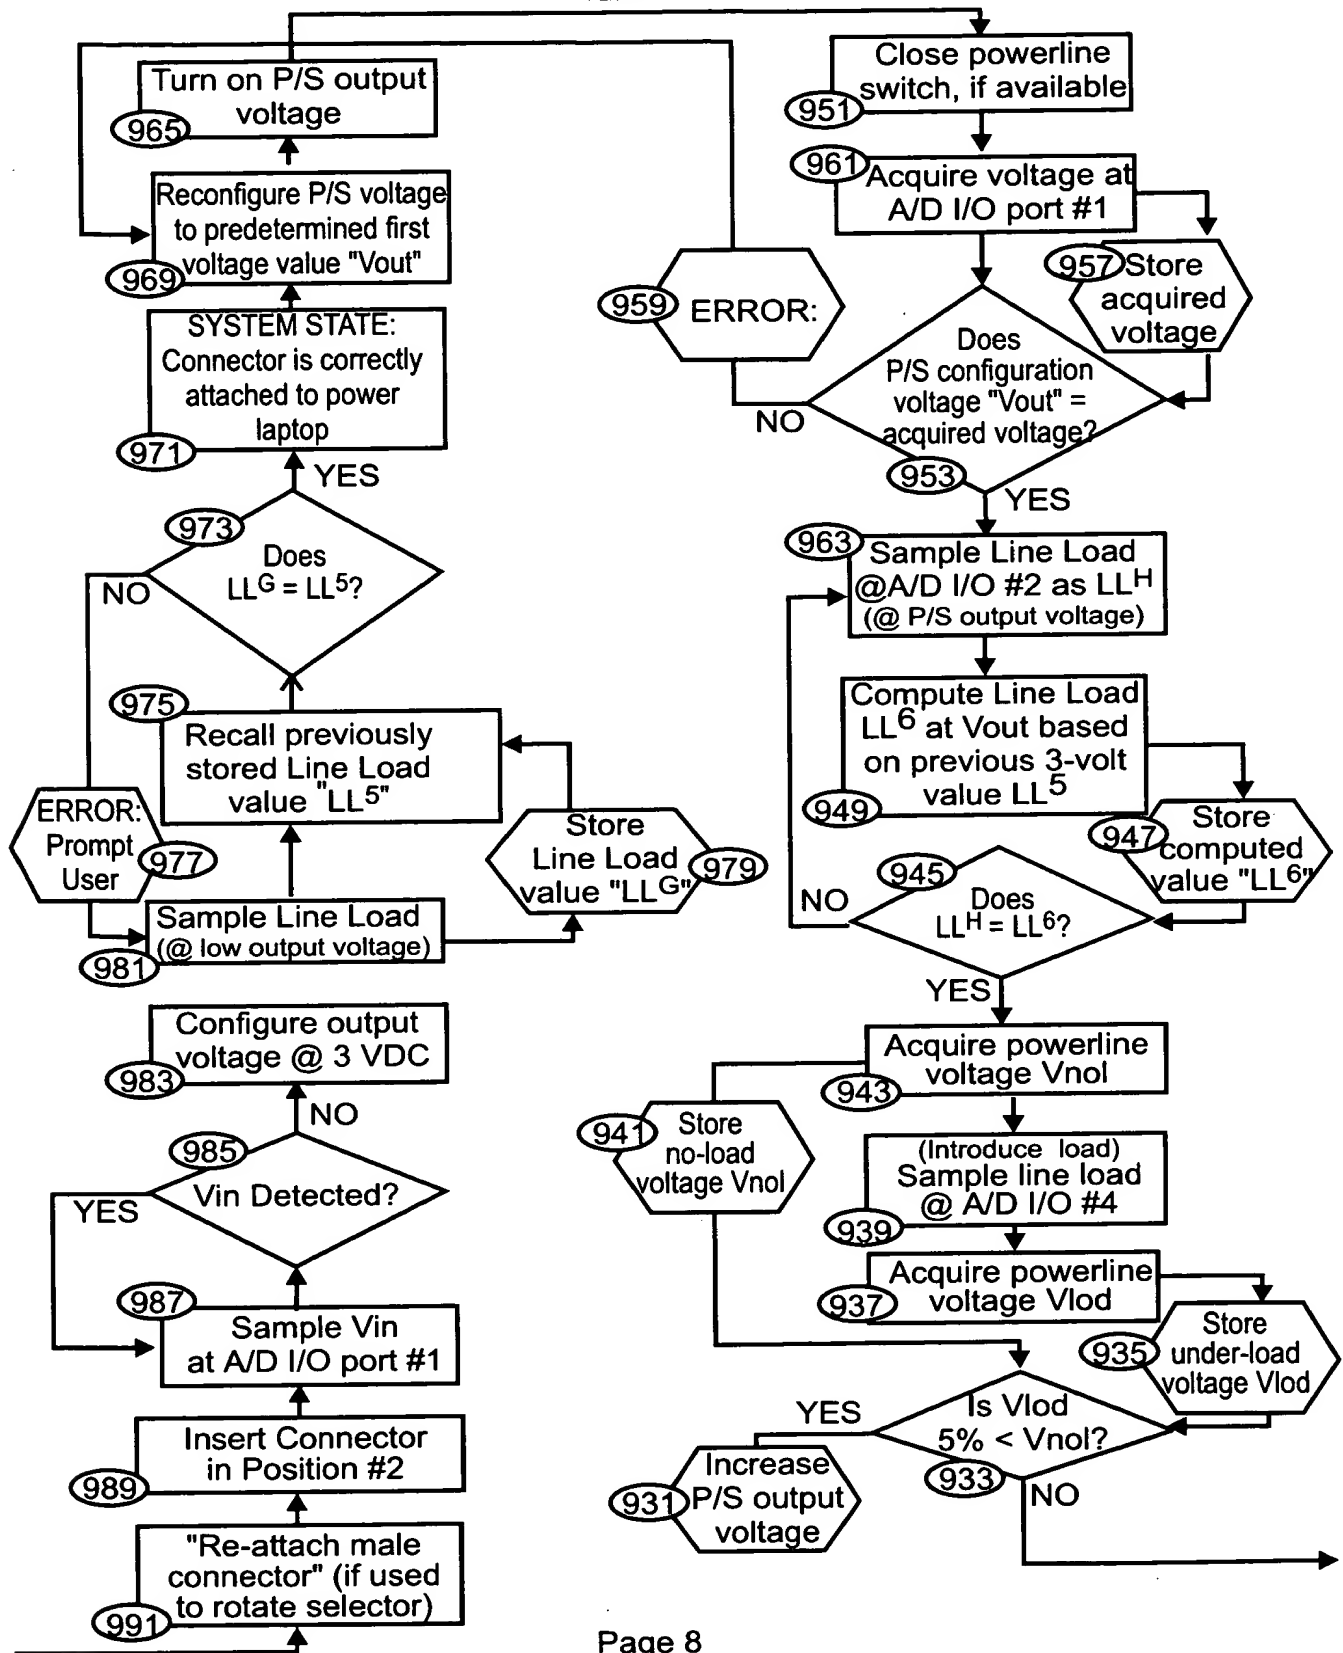 Turn on P/S output
voltage
965
Reconfigure P/S voltage
to predetermined first
voltage value "Vout"
969
SYSTEM STATE:
Connector is correctly
attached to power
laptop
971
YES
973
Does
LLG = LL5?
NO
975
Recall previously
stored Line Load
value "LL5"
ERROR:
Prompt
User
977
Store
Line Load
value "LLG"
979
Sample Line Load
(@ low output voltage)
981
Configure output
voltage @ 3 VDC
983
NO
985
Vin Detected?
YES
987
Sample Vin
at A/D I/O port #1
Insert Connector
in Position #2
989
"Re-attach male
connector" (if used
to rotate selector)
991
Close powerline
switch, if available
951
961
Acquire voltage at
A/D I/O port #1
957
Store
acquired
voltage
959
ERROR:
Does
P/S configuration
voltage "Vout" =
acquired voltage?
NO
953
YES
963
Sample Line Load
@A/D I/O #2 as LLH
(@ P/S output voltage)
Compute Line Load
LL6 at Vout based
on previous 3-volt
value LL5
949
947
Store
computed
value "LL6"
945
Does
LLH = LL6?
NO
YES
Acquire powerline
voltage Vnol
943
941
Store
no-load
voltage Vnol
(Introduce load)
Sample line load
@ A/D I/O #4
939
Acquire powerline
voltage Vlod
937
935
Store
under-load
voltage Vlod
Is Vlod
5% < Vnol?
933
YES
NO
931
Increase
P/S output
voltage
Page 8